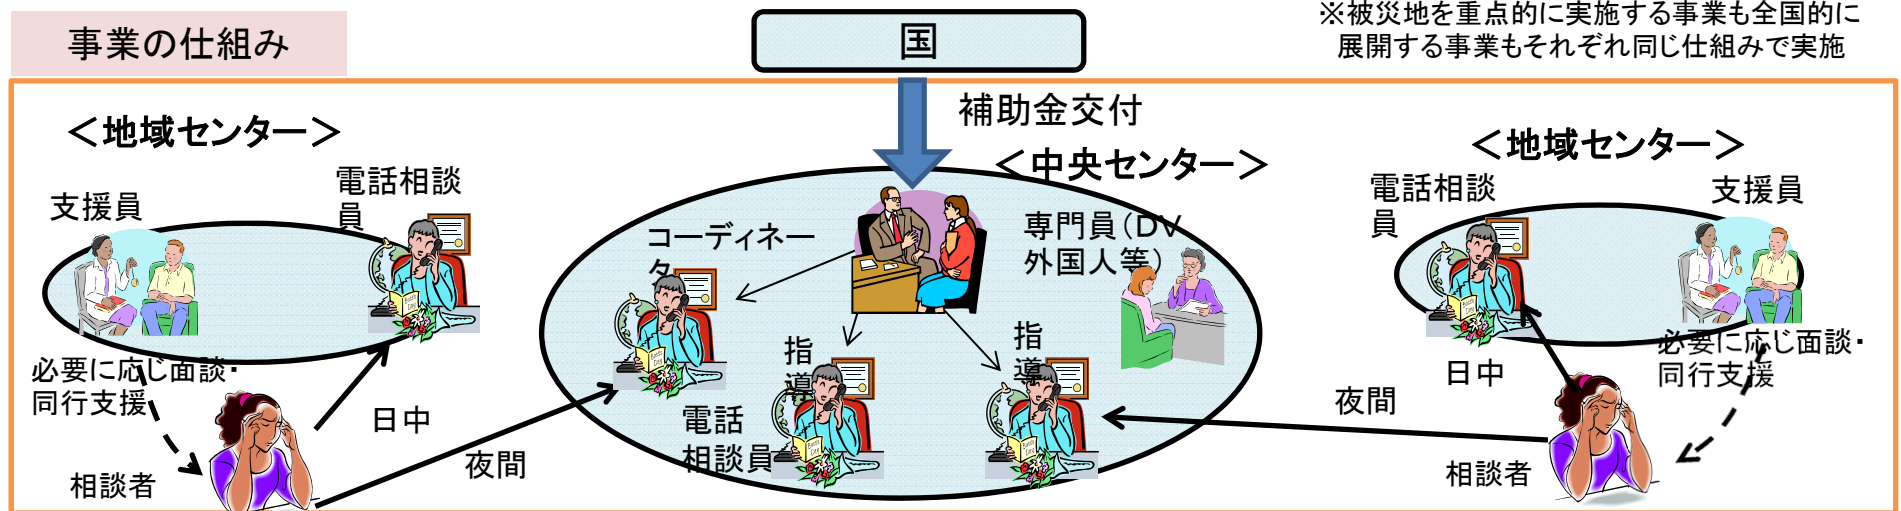 事業の仕組み
国
※被災地を重点的に実施する事業も全国的に
展開する事業もそれぞれ同じ仕組みで実施
補助金交付
＜地域センター＞
支援員
電話相談
員
必要に応じ面談・
同行支援
相談者
日中
夜間
＜中央センター＞
コーディネー
タ
専門員（DV
外国人等）
指
導
指
導
電話
相談員
＜地域センター＞
電話相談
員
支援員
必要に応じ面談・
同行支援
日中
夜間
相談者